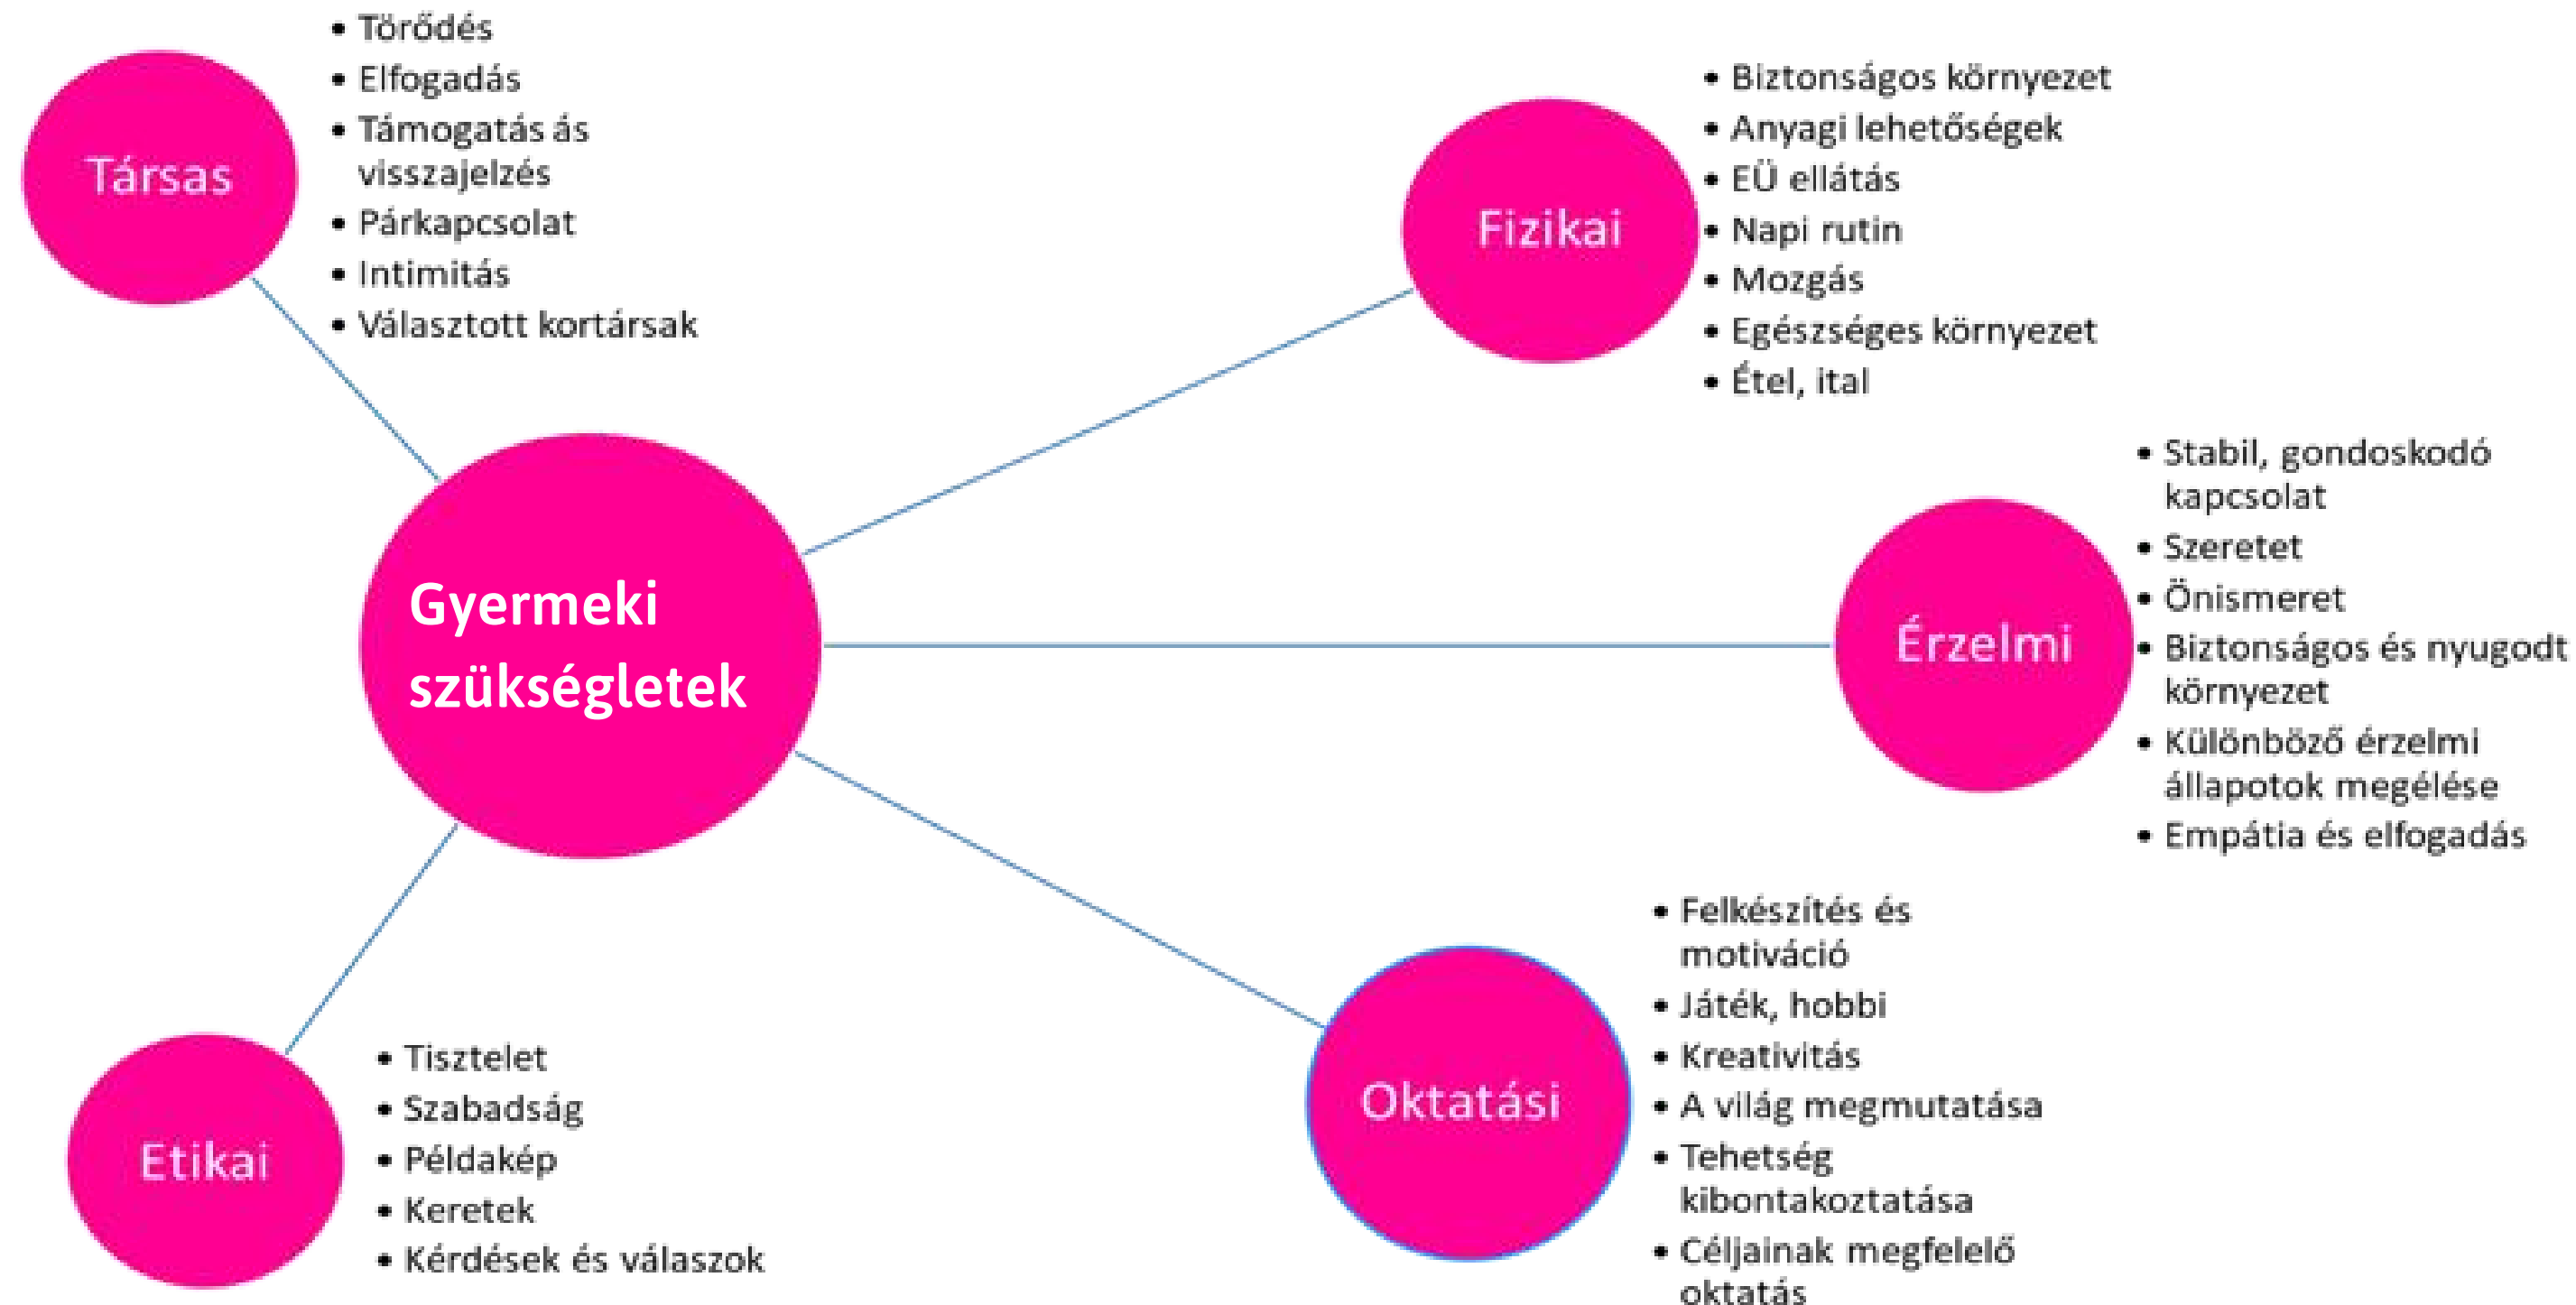 Társas
• Törődés
• Elfogadás
• Támogatás ás
visszajelzés
• Párkapcsolat
• Intimitás
• Választott kortársak
Fizikai
• Biztonságos környezet
• Anyagi lehetőségek
• EÜ ellátás
• Napi rutin
• Mozgás
• Egészséges környezet
• Étel, ital
Gyermeki
szükségletek
Érzelmi
• Stabil, gondoskodó
kapcsolat
• Szeretet
• Önismeret
• Biztonságos és nyugodt
környezet
• Különböző érzelmi
állapotok megélése
• Empátia és elfogadás
Etikai
• Tisztelet
• Szabadság
• Példakép
• Keretek
• Kérdések és válaszok
Oktatási
• Felkészítés és
motiváció
• Játék, hobbi
• Kreativitás
• A világ megmutatása
• Tehetség
kibontakoztatása
• Céljainak megfelelő
oktatás